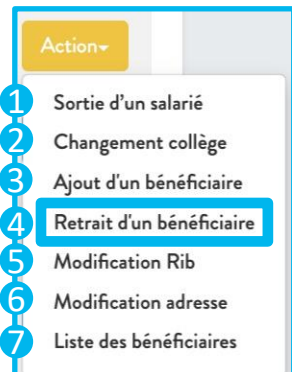 Action
1 Sortie d'un salarié
2 Changement collège
3 Ajout d'un bénéficiaire
4 Retrait d'un bénéficiaire
5 Modification Rib
6 Modification adresse
7 Liste des bénéficiaires